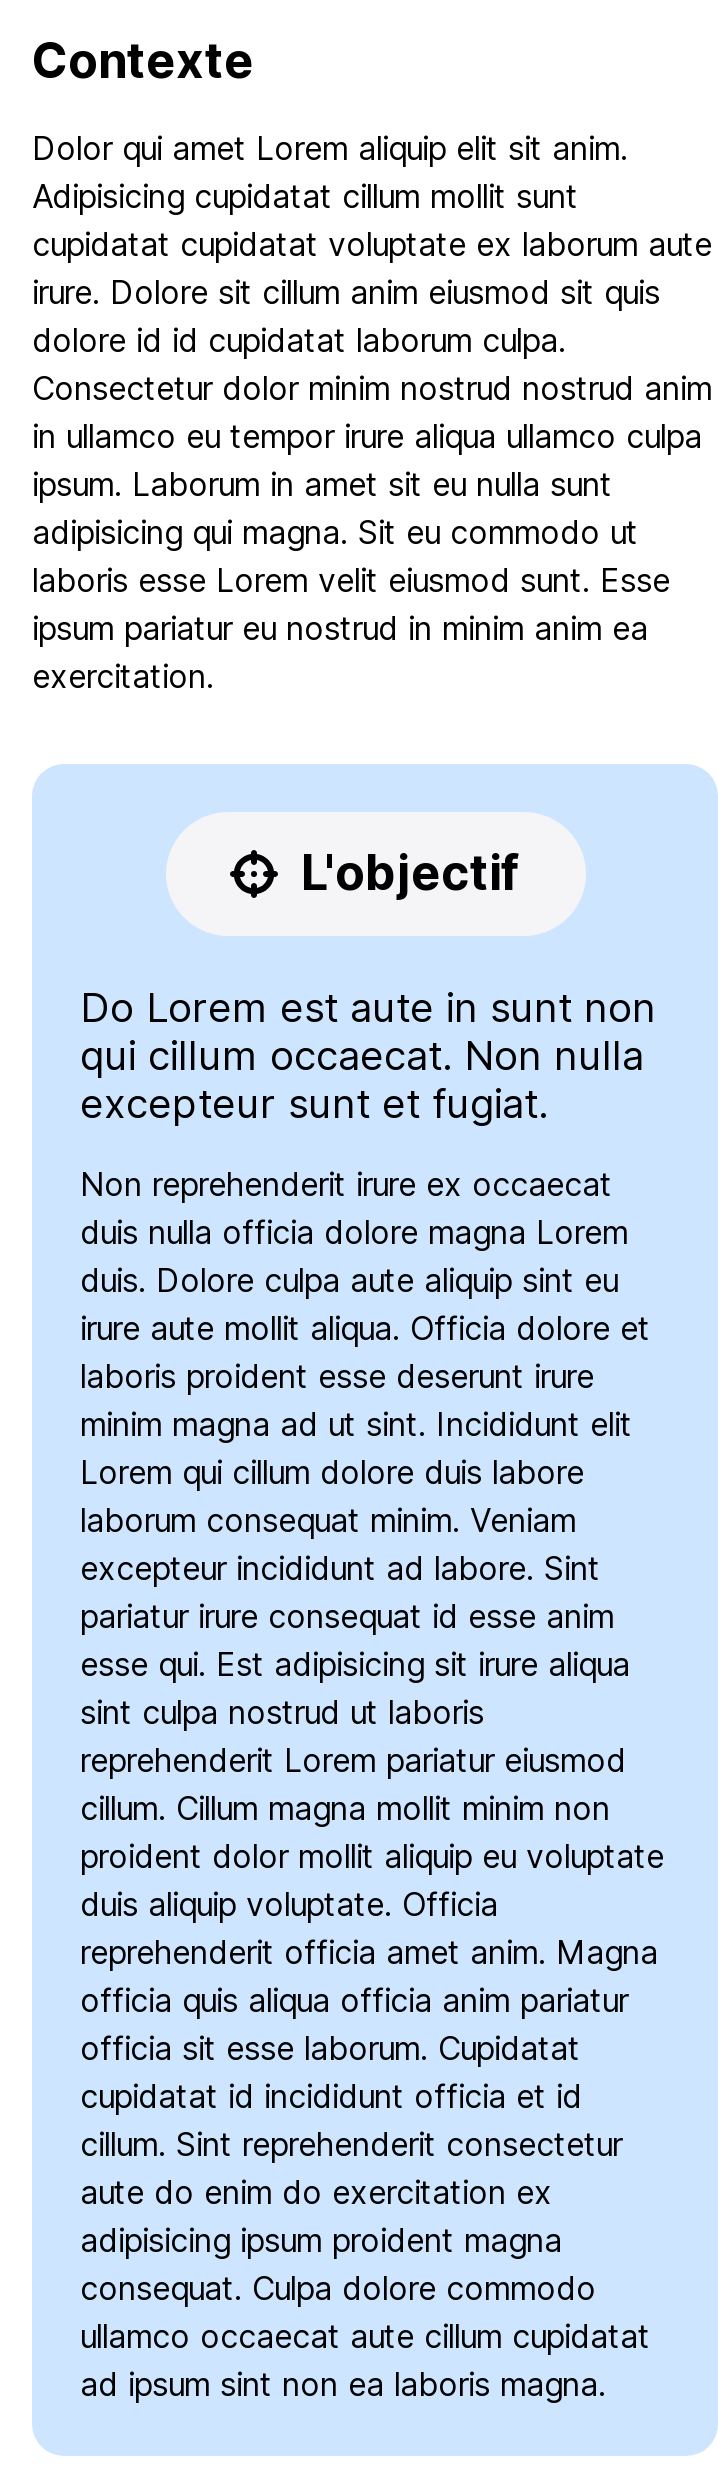 Contexte
Dolor qui amet Lorem aliquip elit sit anim.
Adipisicing cupidatat cillum mollit sunt
cupidatat cupidatat voluptate ex laborum aute
irure. Dolore sit cillum anim eiusmod sit quis
dolore id id cupidatat laborum culpa.
Consectetur dolor minim nostrud nostrud anim
in ullamco eu tempor irure aliqua ullamco culpa
ipsum. Laborum in amet sit eu nulla sunt
adipisicing qui magna. Sit eu commodo ut
laboris esse Lorem velit eiusmod sunt. Esse
ipsum pariatur eu nostrud in minim anim ea
exercitation.
L'objectif
Do Lorem est aute in sunt non
qui cillum occaecat. Non nulla
excepteur sunt et fugiat.
Non reprehenderit irure ex occaecat
duis nulla officia dolore magna Lorem
duis. Dolore culpa aute aliquip sint eu
irure aute mollit aliqua. Officia dolore et
laboris proident esse deserunt irure
minim magna ad ut sint. Incididunt elit
Lorem qui cillum dolore duis labore
laborum consequat minim. Veniam
excepteur incididunt ad labore. Sint
pariatur irure consequat id esse anim
esse qui. Est adipisicing sit irure aliqua
sint culpa nostrud ut laboris
reprehenderit Lorem pariatur eiusmod
cillum. Cillum magna mollit minim non
proident dolor mollit aliquip eu voluptate
duis aliquip voluptate. Officia
reprehenderit officia amet anim. Magna
officia quis aliqua officia anim pariatur
officia sit esse laborum. Cupidatat
cupidatat id incididunt officia et id
cillum. Sint reprehenderit consectetur
aute do enim do exercitation ex
adipisicing ipsum proident magna
consequat. Culpa dolore commodo
ullamco occaecat aute cillum cupidatat
ad ipsum sint non ea laboris magna.